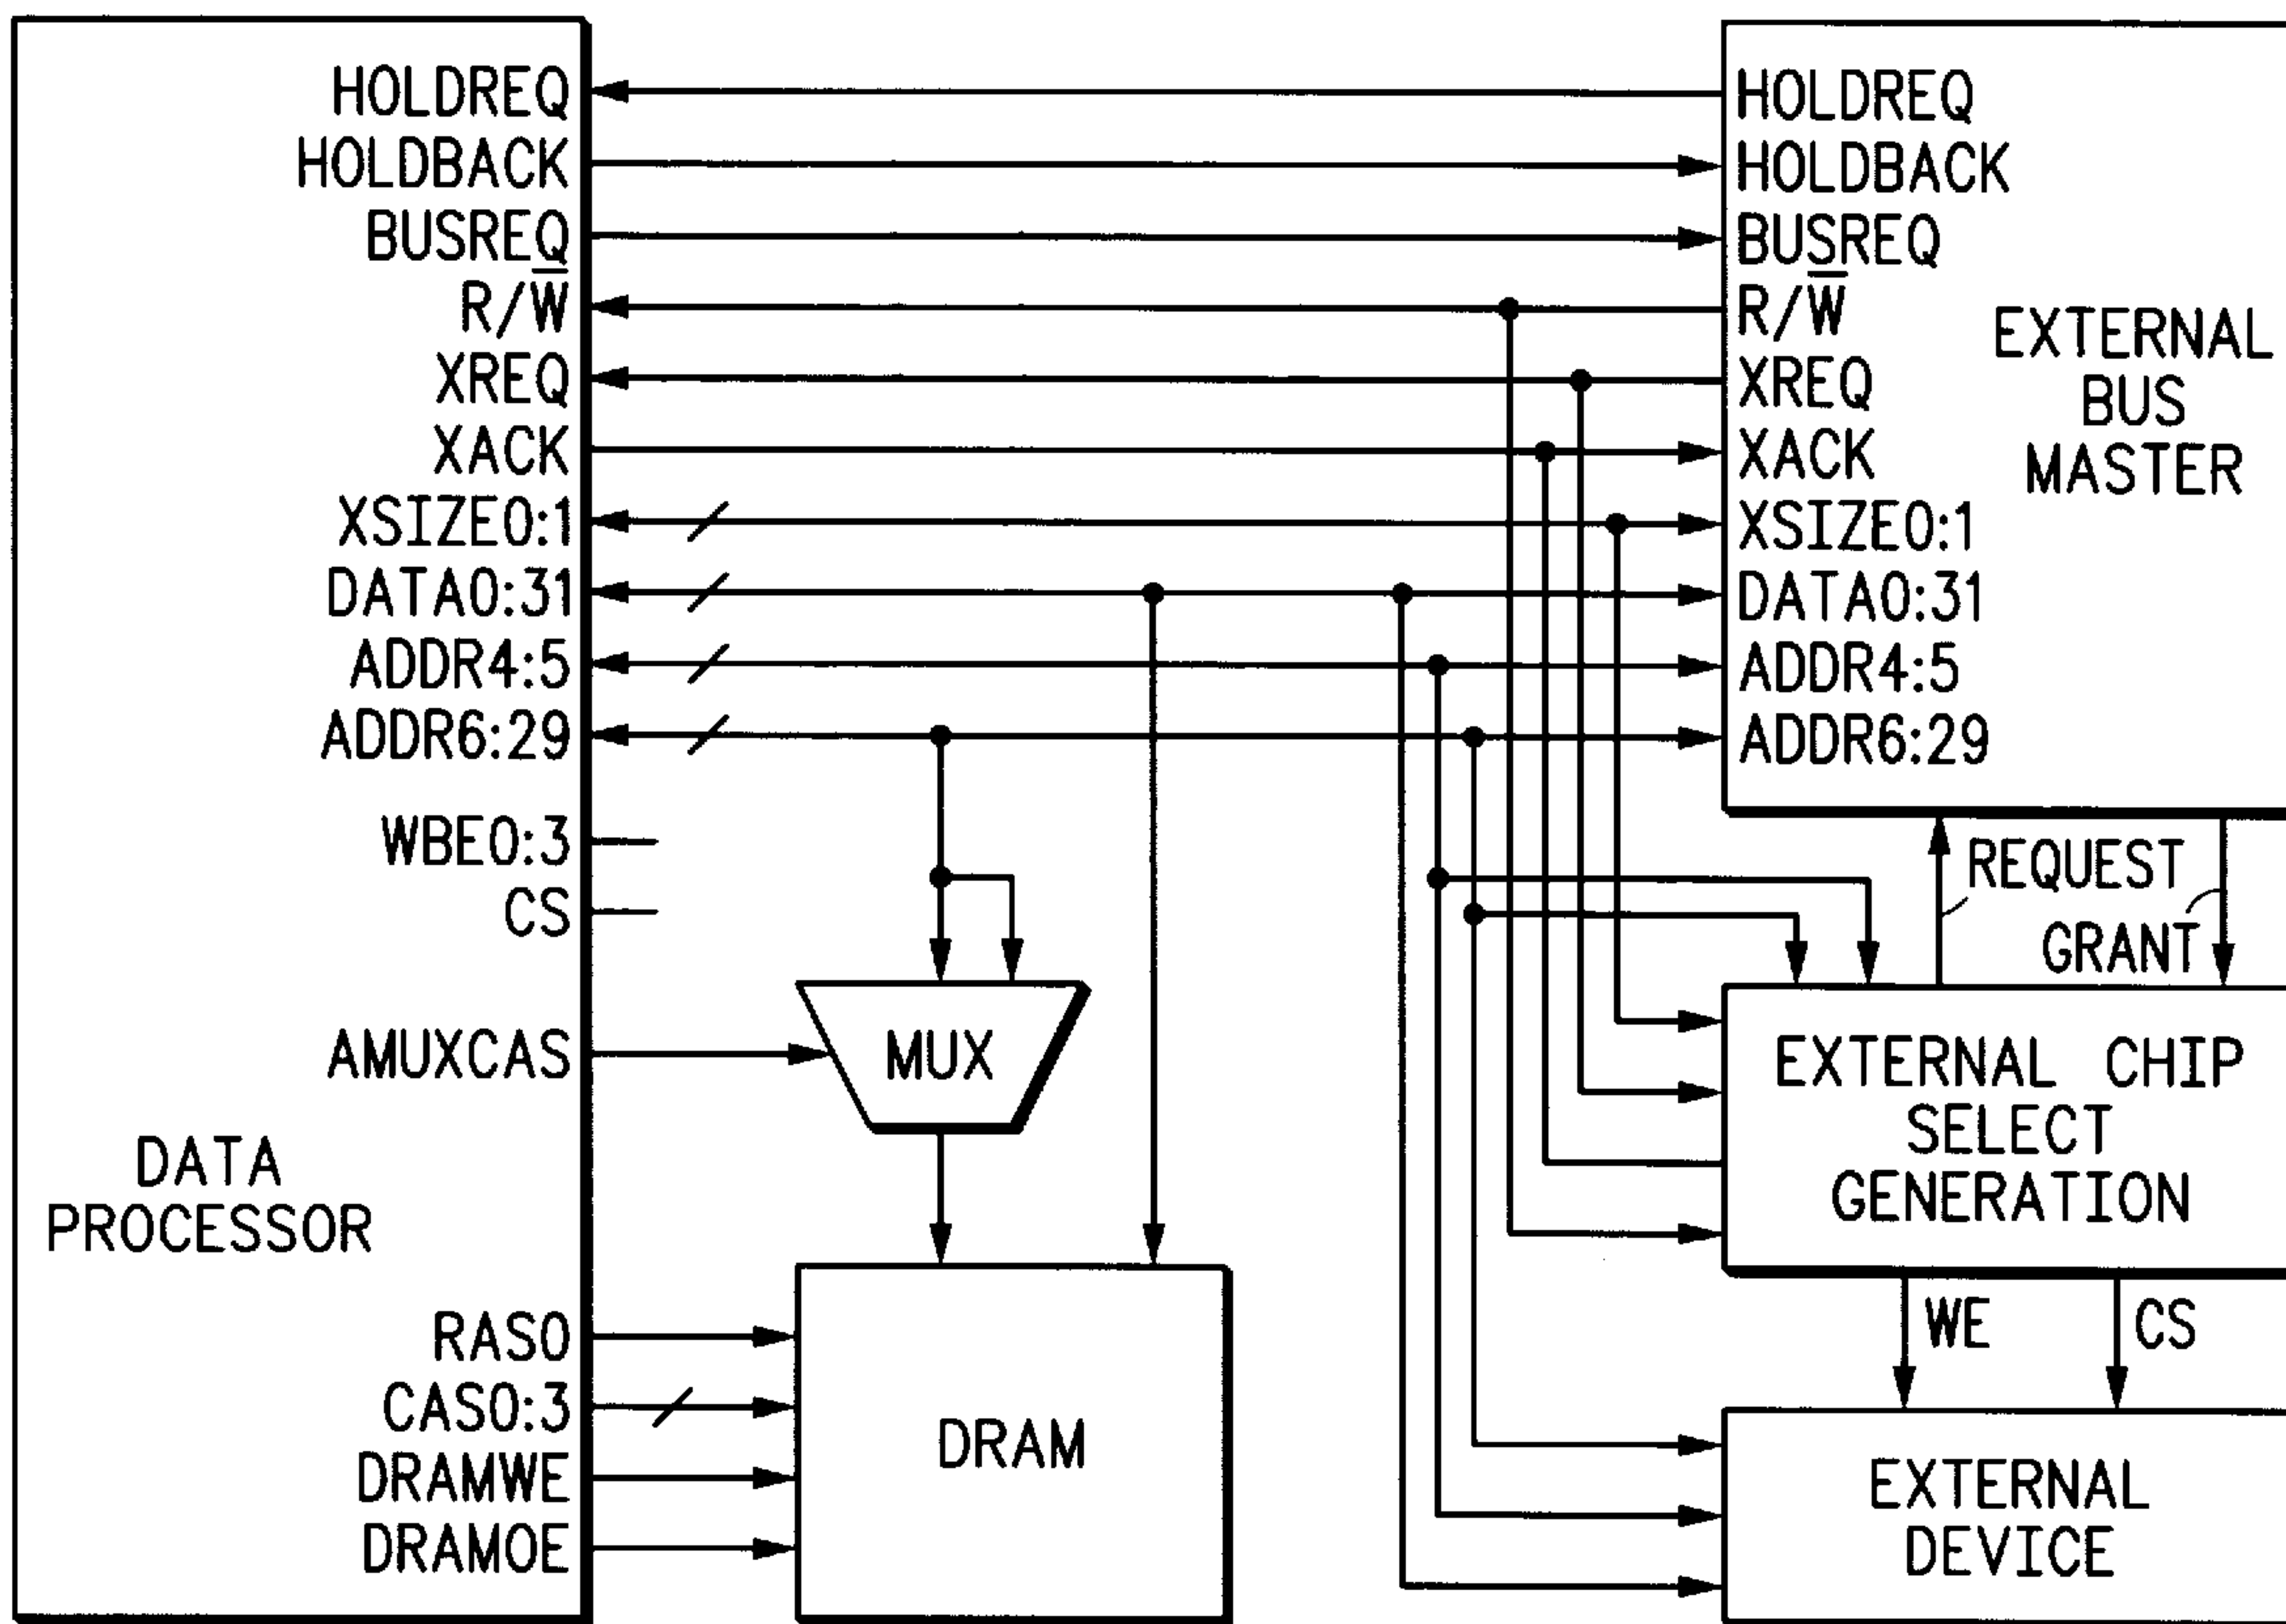 HOLDREQ
HOLDBACK
BUSREQ
R/W̅
XREQ
XACK
XSIZE0:1
DATA0:31
ADDR4:5
ADDR6:29
WBE0:3
CS
AMUXCAS
DATA
PROCESSOR
RAS0
CAS0:3
DRAMWE
DRAMOE
MUX
DRAM
HOLDREQ
HOLDBACK
BUSREQ
R/W̅
XREQ
XACK
XSIZE0:1
DATA0:31
ADDR4:5
ADDR6:29
EXTERNAL
BUS
MASTER
REQUEST
GRANT
EXTERNAL CHIP
SELECT
GENERATION
WE
CS
EXTERNAL
DEVICE